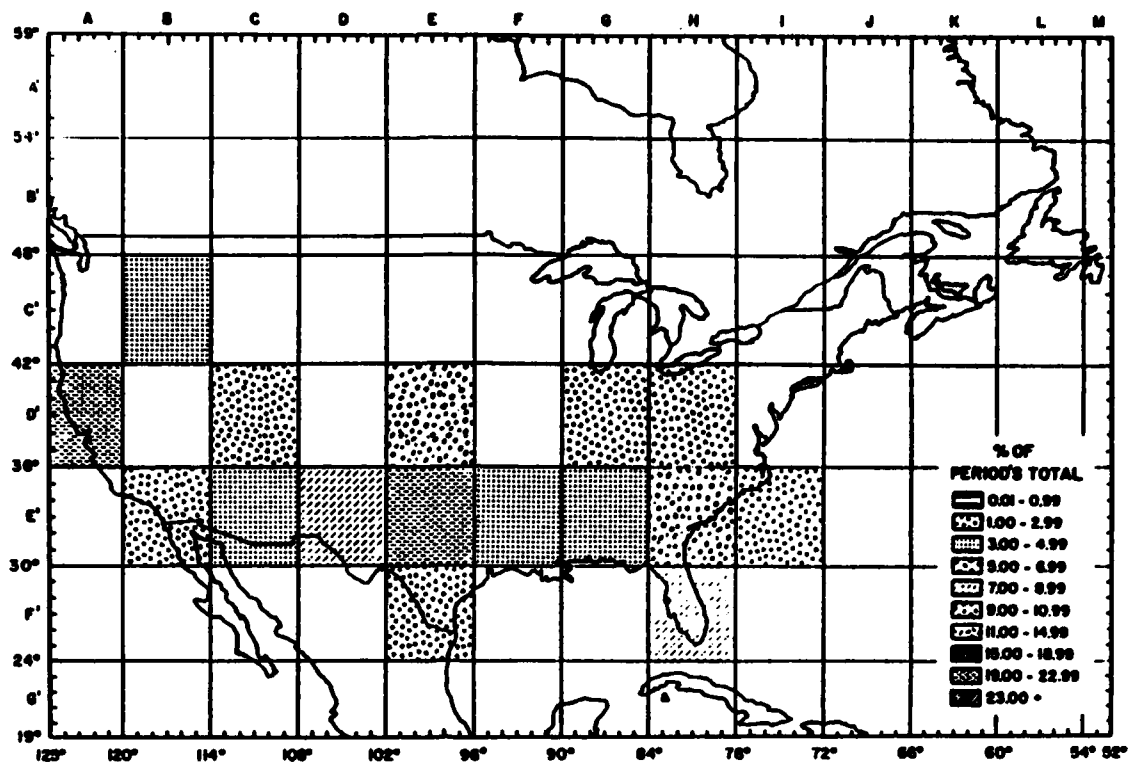 A B C D E F G H I J K L M
59°
A'
54°
B'
48°
C'
42°
D'
36°
E'
30°
F'
24°
G'
19°
% OF
PERIOD'S TOTAL
0.01 - 0.99
1.00 - 2.99
3.00 - 4.99
5.00 - 6.99
7.00 - 8.99
9.00 - 10.99
11.00 - 14.99
15.00 - 18.99
19.00 - 22.99
23.00 +
125° 120° 114° 108° 102° 96° 90° 84° 78° 72° 66° 60° 54° 52°